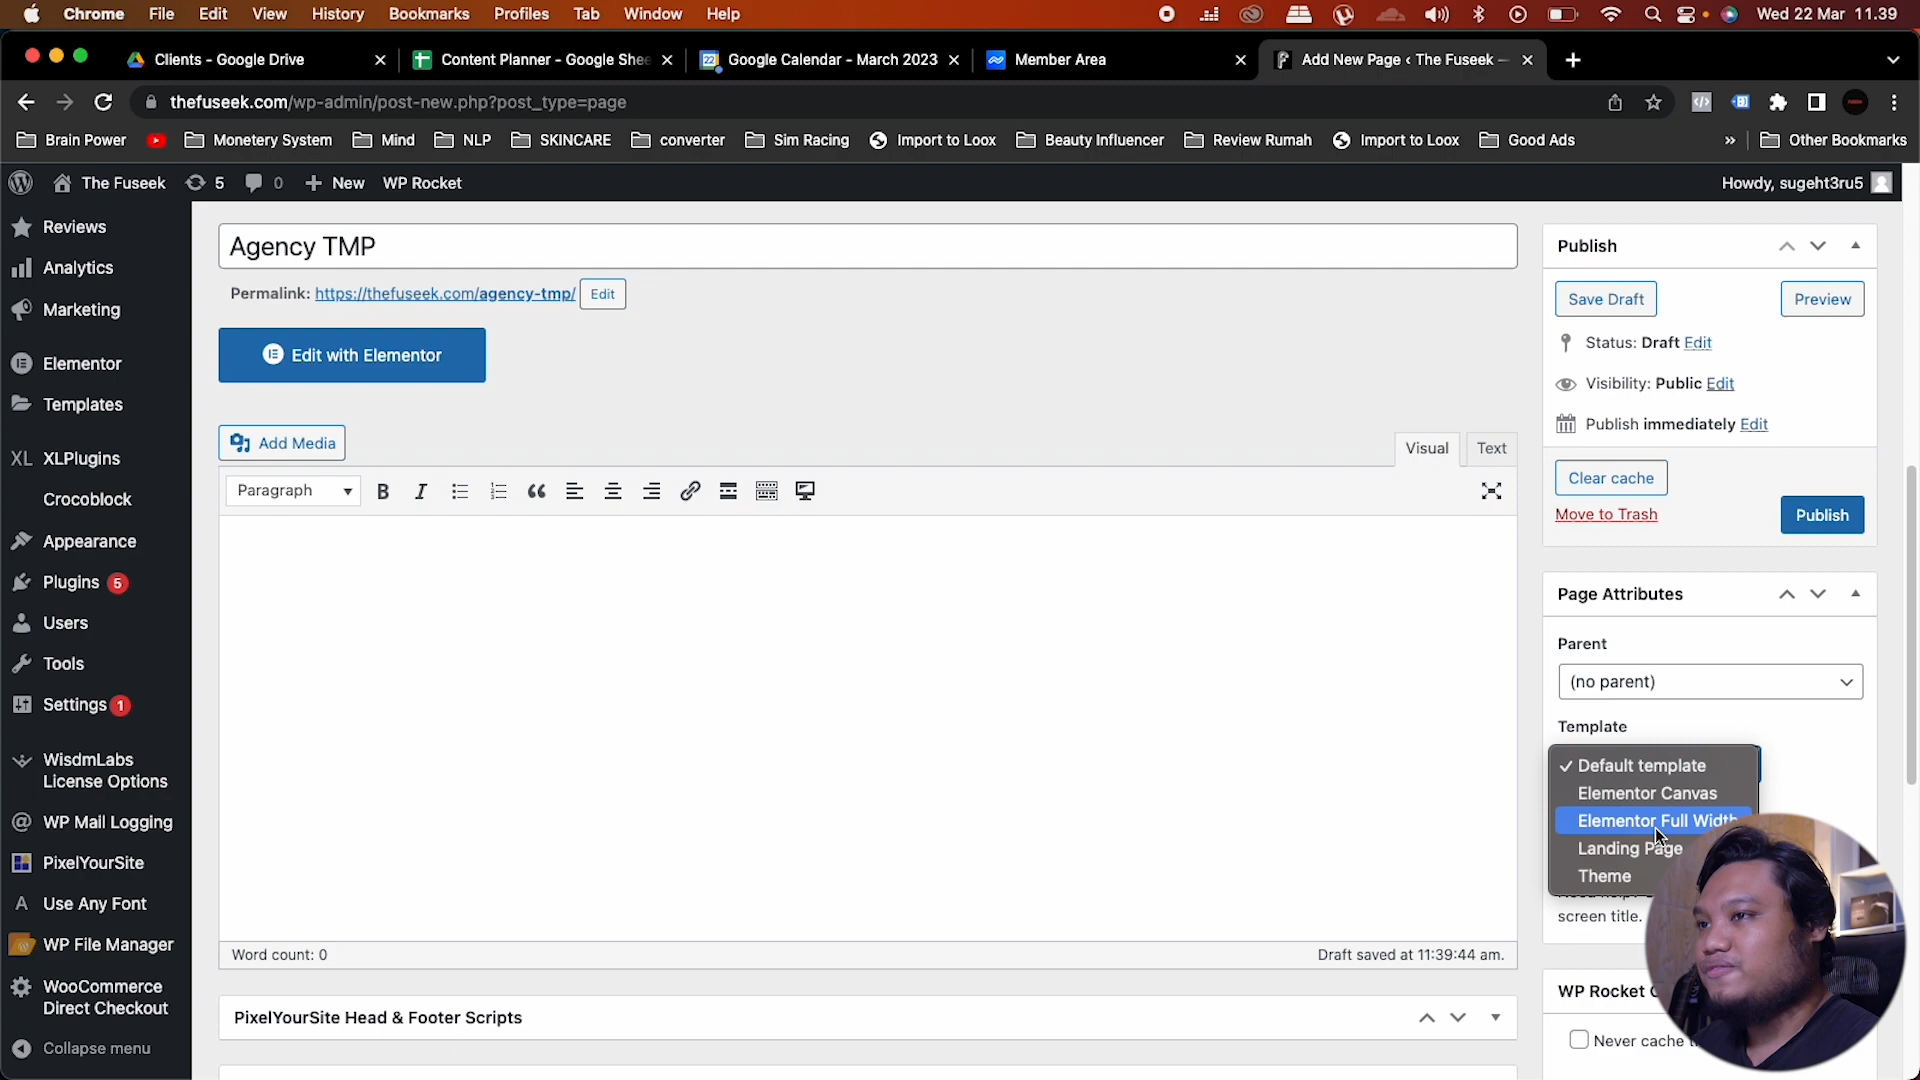 Chrome File Edit View History Bookmarks Profiles Tab Window Help Wed 22 Mar 11.39
Clients - Google Drive Content Planner - Google Shee Google Calendar - March 2023 Member Area Add New Page ‹ The Fuseek —
thefuseek.com/wp-admin/post-new.php?post_type=page
Brain Power Monetery System Mind NLP SKINCARE converter Sim Racing Import to Loox Beauty Influencer Review Rumah Import to Loox Good Ads » Other Bookmarks
The Fuseek 5 0 New WP Rocket Howdy, sugeht3ru5
Reviews
Analytics
Marketing
Elementor
Templates
XL XLPlugins
Crocoblock
Appearance
Plugins 5
Users
Tools
Settings 1
WisdmLabs
License Options
WP Mail Logging
PixelYourSite
Use Any Font
WP File Manager
WooCommerce
Direct Checkout
Collapse menu
Agency TMP
Permalink: https://thefuseek.com/agency-tmp/ Edit
Edit with Elementor
Add Media
Visual Text
Paragraph
Word count: 0 Draft saved at 11:39:44 am.
PixelYourSite Head & Footer Scripts
Publish
Save Draft Preview
Status: Draft Edit
Visibility: Public Edit
Publish immediately Edit
Clear cache
Move to Trash Publish
Page Attributes
Parent
(no parent)
Template
✓ Default template
Elementor Canvas
Elementor Full Width
Landing Page
Theme
screen title.
WP Rocket
Never cache